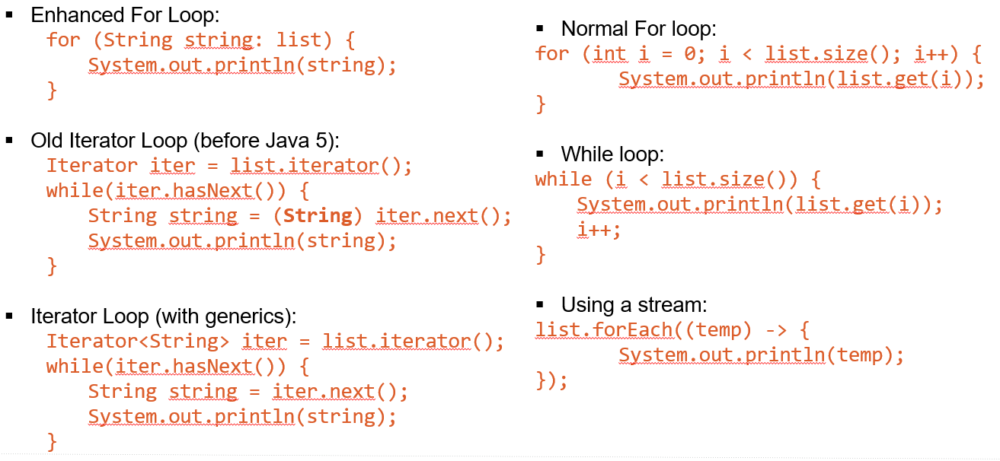 ▪ Enhanced For Loop:
for (String string: list) {
System.out.println(string);
}
▪ Old Iterator Loop (before Java 5):
Iterator iter = list.iterator();
while(iter.hasNext()) {
String string = (String) iter.next();
System.out.println(string);
}
▪ Iterator Loop (with generics):
Iterator<String> iter = list.iterator();
while(iter.hasNext()) {
String string = iter.next();
System.out.println(string);
}
▪ Normal For loop:
for (int i = 0; i < list.size(); i++) {
System.out.println(list.get(i));
}
▪ While loop:
while (i < list.size()) {
System.out.println(list.get(i));
i++;
}
▪ Using a stream:
list.forEach((temp) -> {
System.out.println(temp);
});